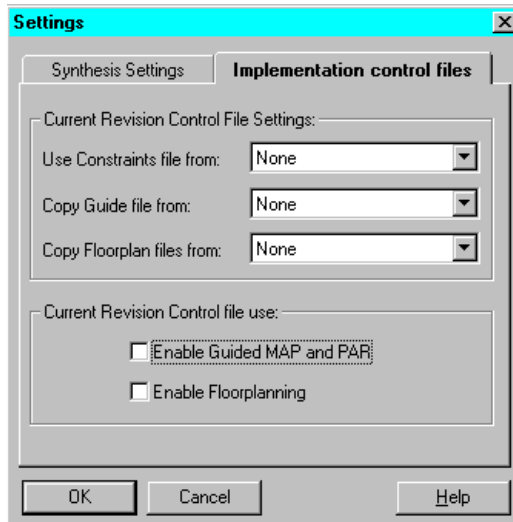 Settings
Synthesis Settings
Implementation control files
Current Revision Control File Settings:
Use Constraints file from: None
Copy Guide file from: None
Copy Floorplan files from: None
Current Revision Control file use:
Enable Guided MAP and PAR
Enable Floorplanning
OK Cancel Help